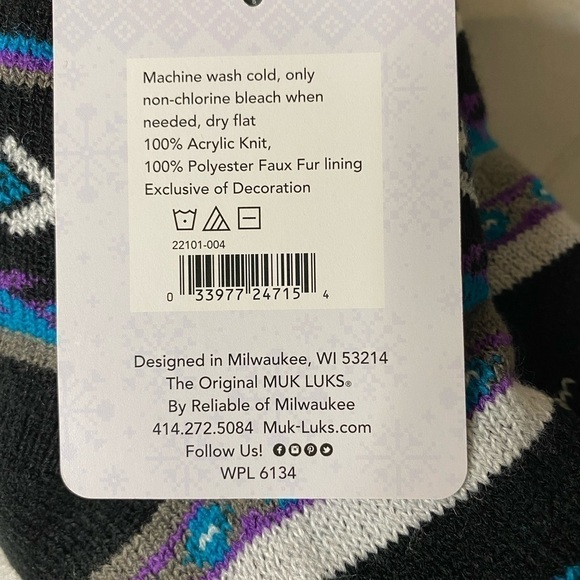 Machine wash cold, only
non-chlorine bleach when
needed, dry flat
100% Acrylic Knit,
100% Polyester Faux Fur lining
Exclusive of Decoration
22101-004
0 33977 24715 4
Designed in Milwaukee, WI 53214
The Original MUK LUKS®
By Reliable of Milwaukee
414.272.5084 Muk-Luks.com
Follow Us!
WPL 6134